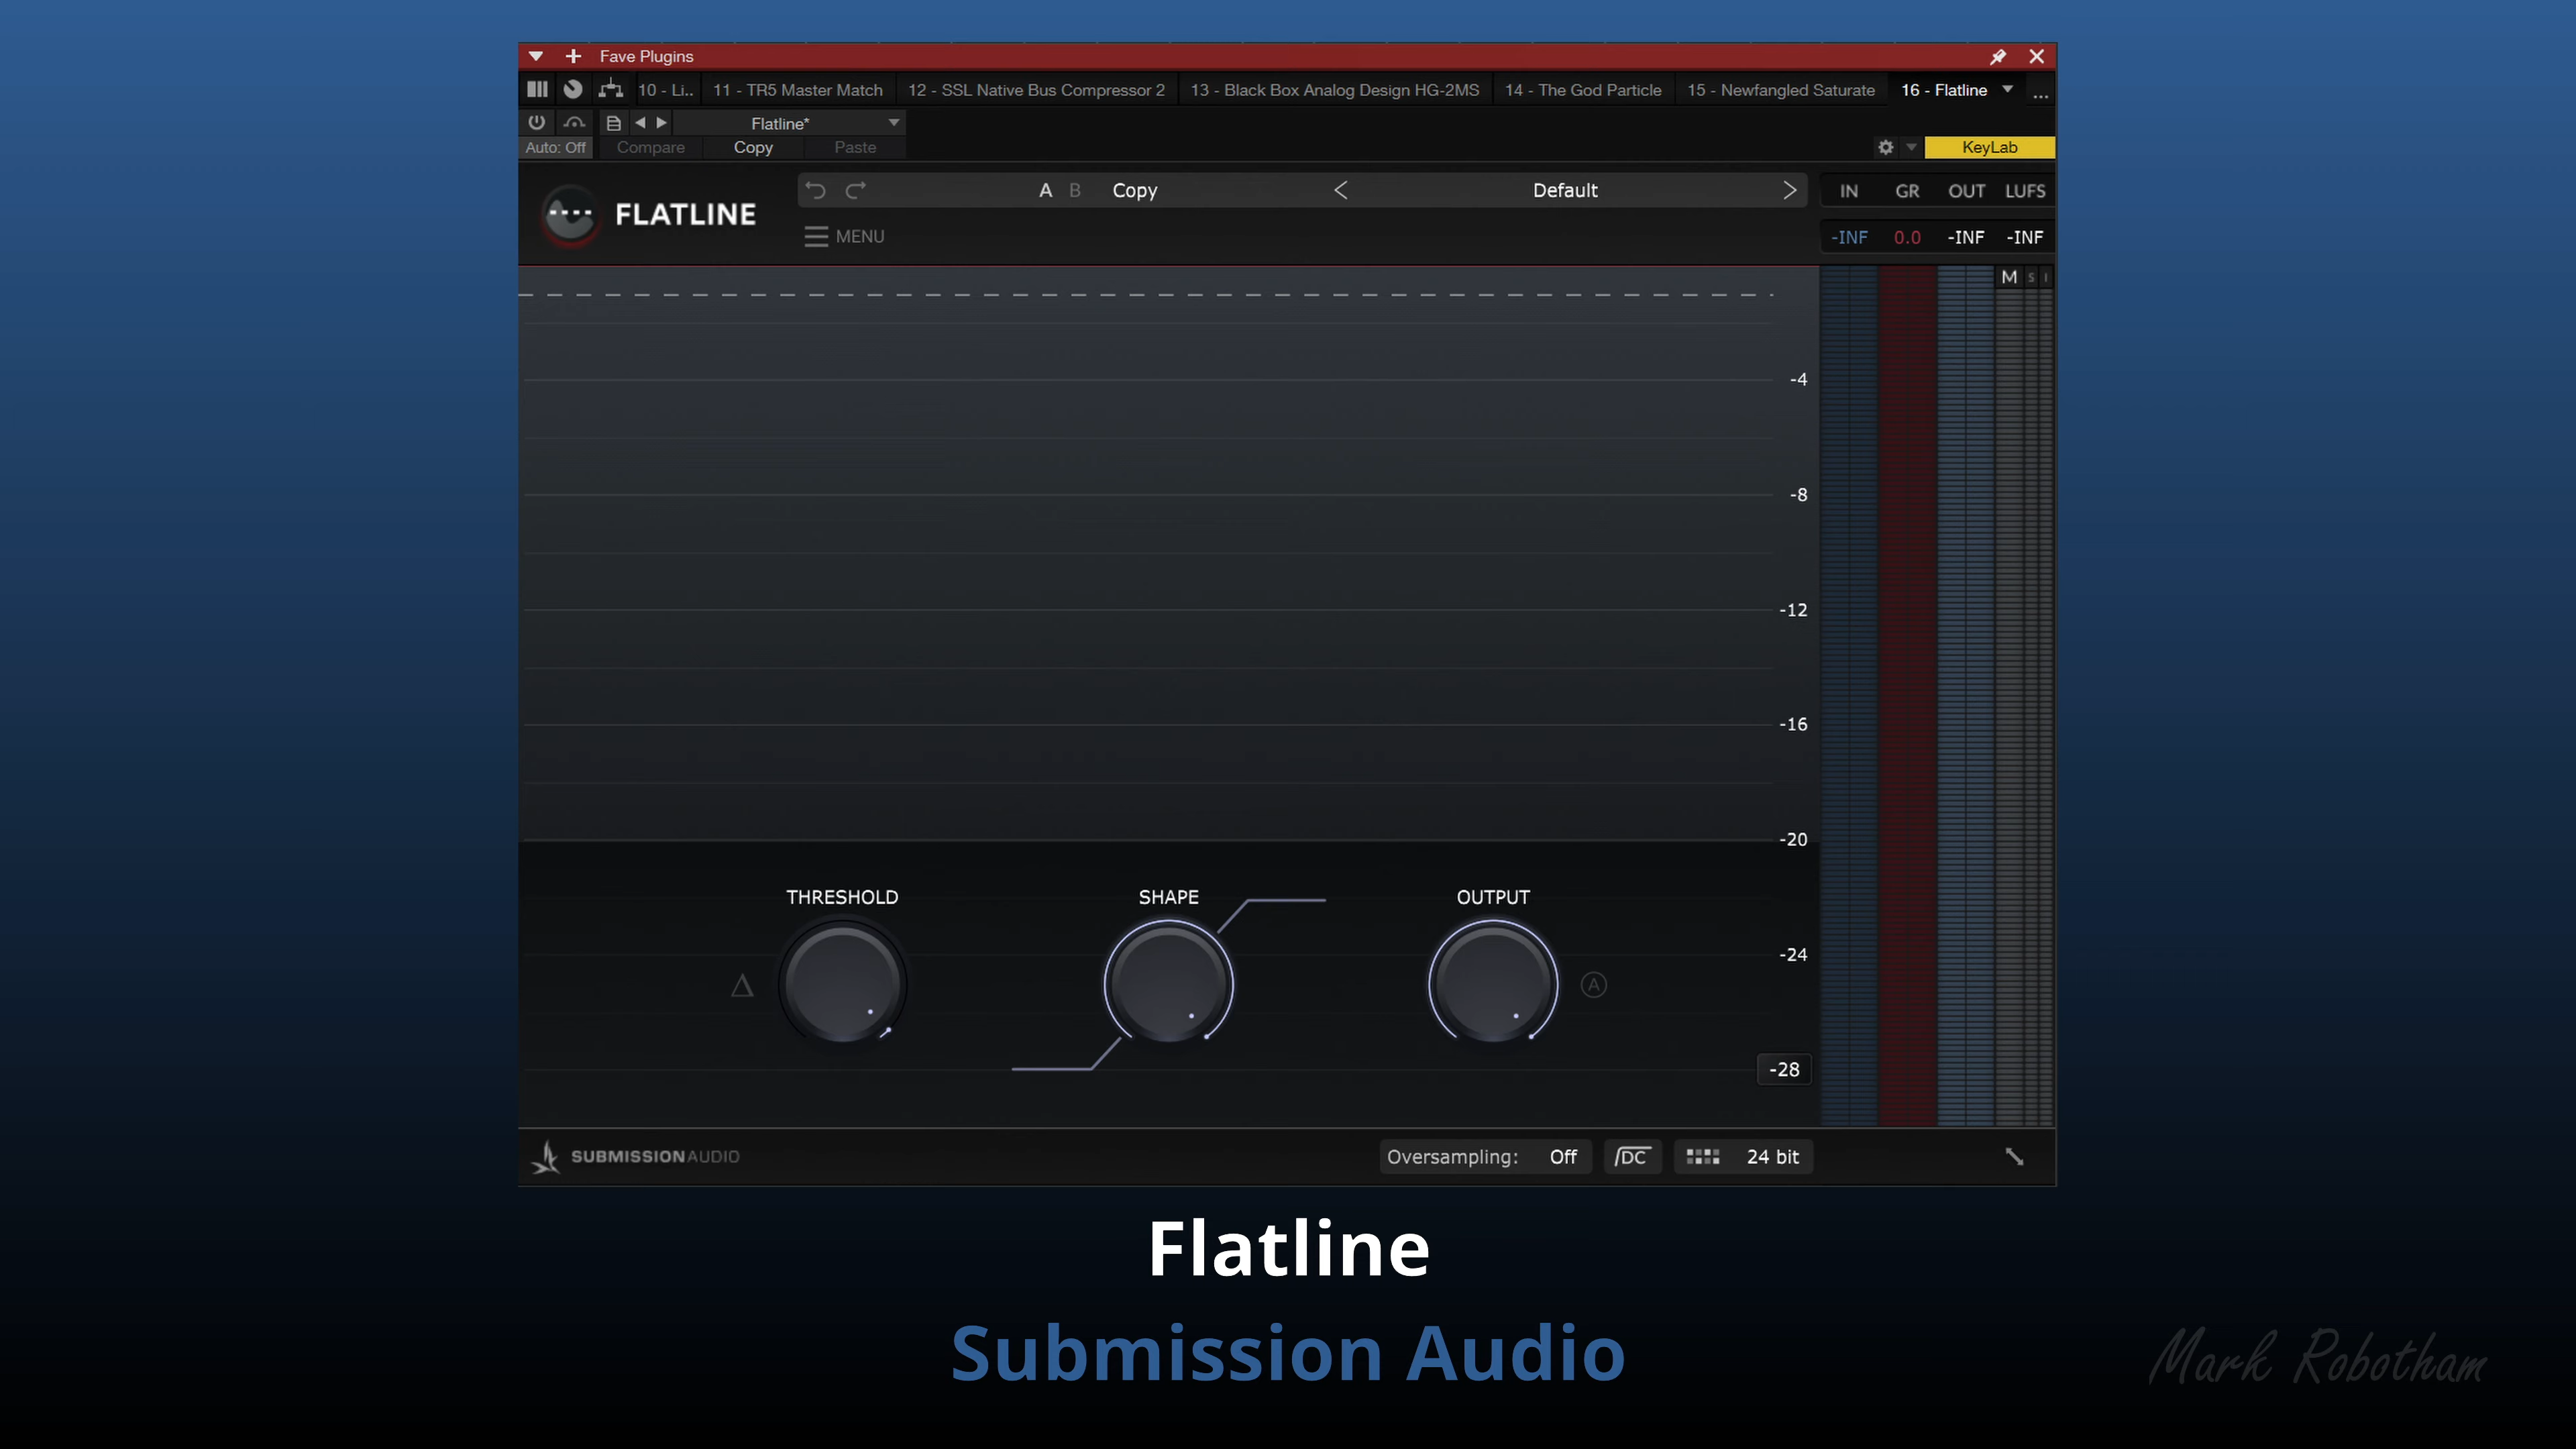 Fave Plugins
10 - Li.. 11 - TR5 Master Match 12 - SSL Native Bus Compressor 2 13 - Black Box Analog Design HG-2MS 14 - The God Particle 15 - Newfangled Saturate 16 - Flatline ...
Flatline*
Auto: Off Compare Copy Paste KeyLab
FLATLINE A B Copy Default IN GR OUT LUFS
MENU -INF 0.0 -INF -INF
M S I
-4
-8
-12
-16
-20
THRESHOLD SHAPE OUTPUT
-24
Δ A
-28
SUBMISSIONAUDIO Oversampling: Off DC 24 bit
Flatline
Submission Audio
Mark Robotham